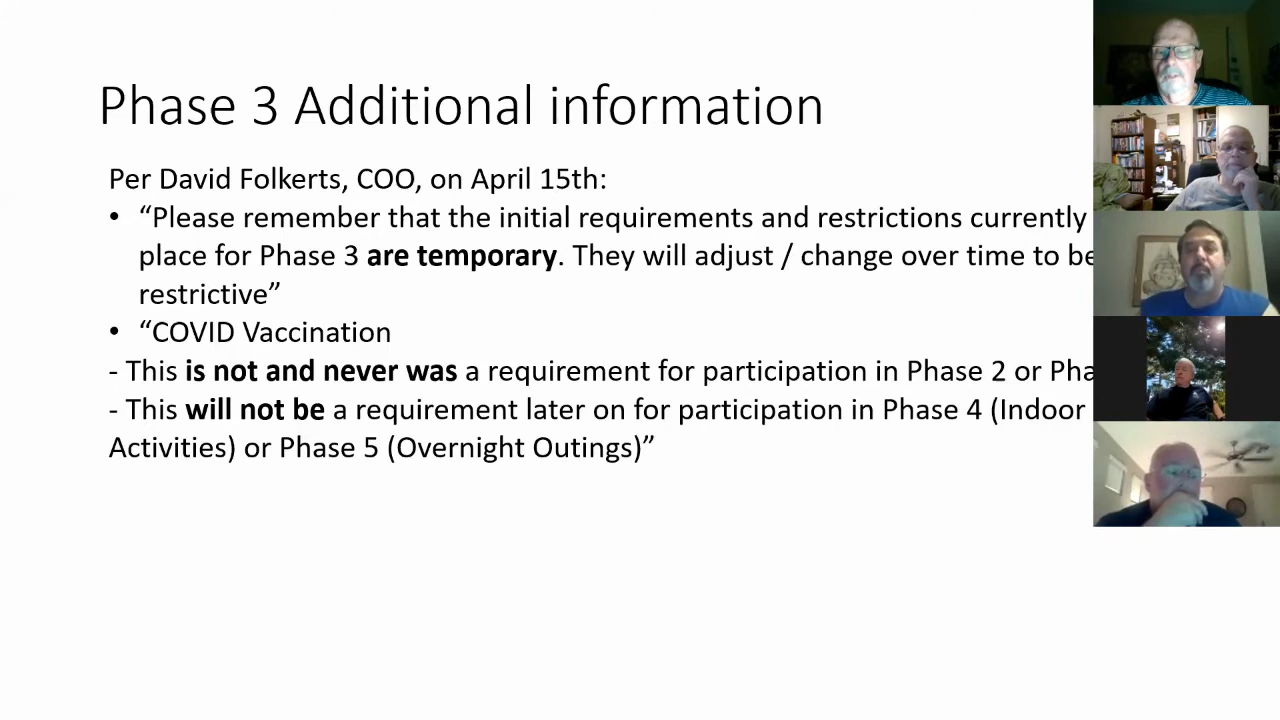 Phase 3 Additional information
Per David Folkerts, COO, on April 15th:
• “Please remember that the initial requirements and restrictions currently
place for Phase 3 are temporary. They will adjust / change over time to be
restrictive”
• “COVID Vaccination
- This is not and never was a requirement for participation in Phase 2 or
- This will not be a requirement later on for participation in Phase 4 (Indoor
Activities) or Phase 5 (Overnight Outings)”